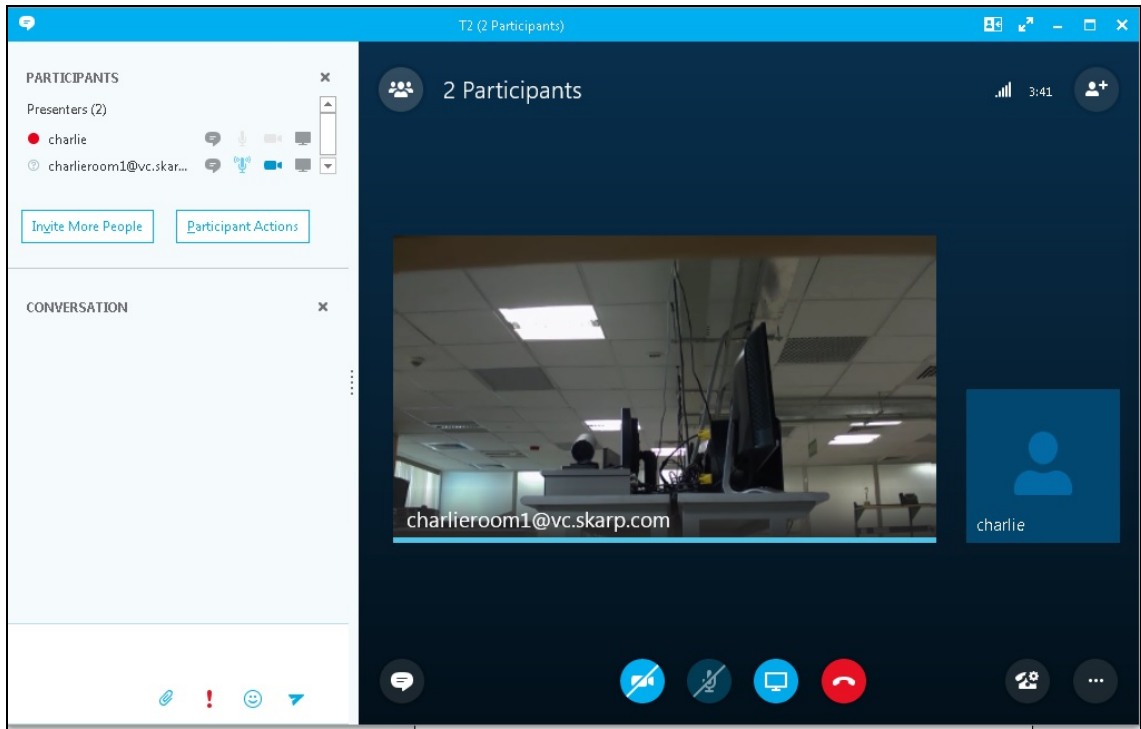 T2 (2 Participants)
PARTICIPANTS
Presenters (2)
charlie
charlieroom1@vc.skar...
Invite More People
Participant Actions
CONVERSATION
2 Participants
3:41
charlieroom1@vc.skarp.com
charlie